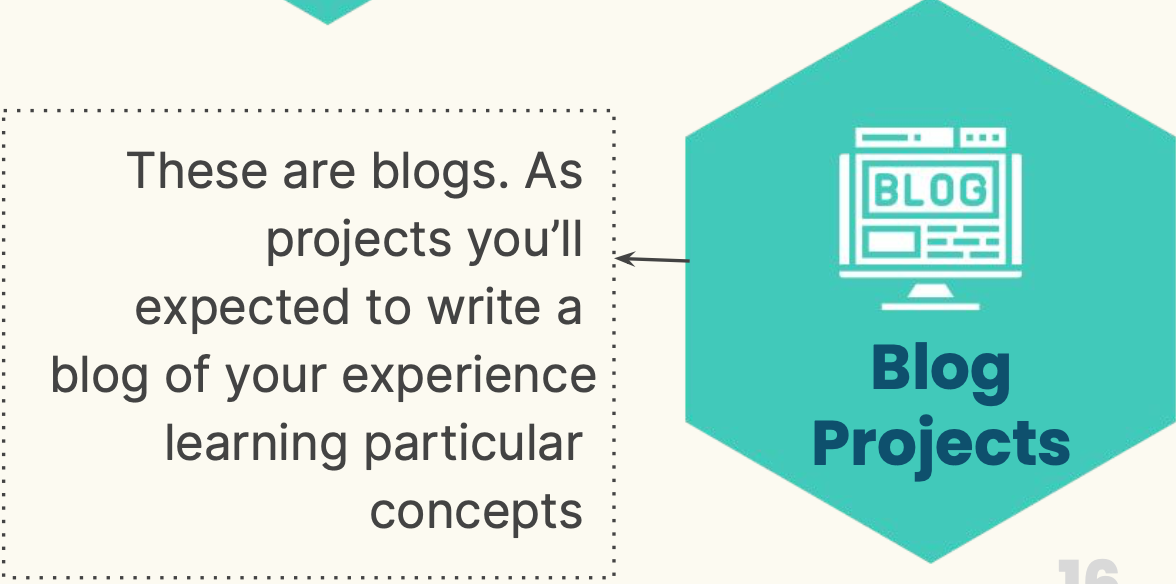 These are blogs. As
projects you’ll
expected to write a
blog of your experience
learning particular
concepts
BLOG
Blog
Projects
16